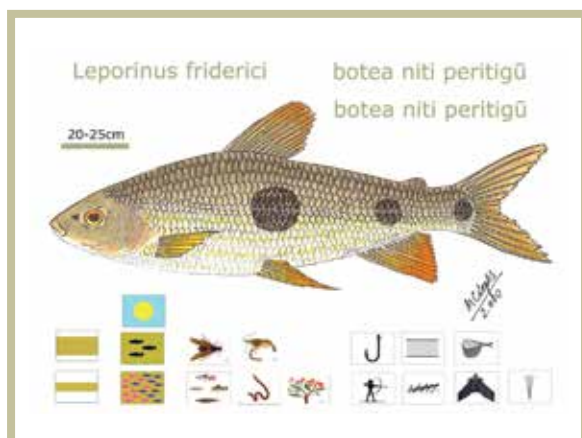 Leporinus friderici
botea niti peritigũ
botea niti peritigũ
20-25cm